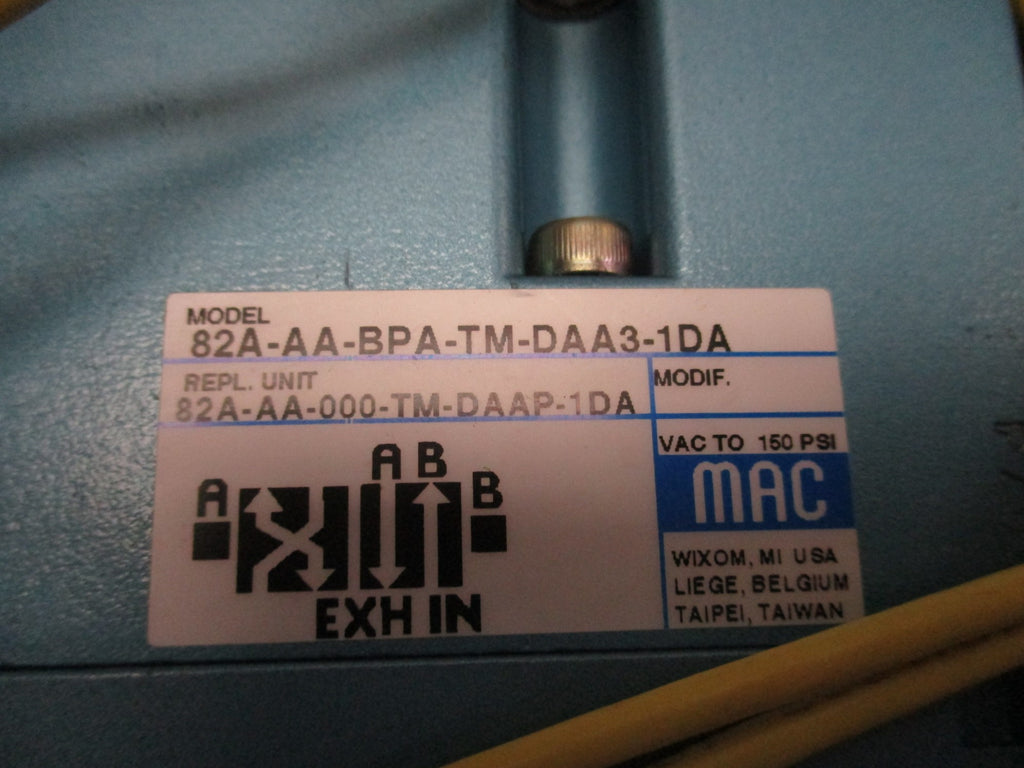 MODEL
82A-AA-BPA-TM-DAA3-1DA
REPL. UNIT
82A-AA-000-TM-DAAP-1DA
MODIF.
VAC TO 150 PSI
MAC
WIXOM, MI USA
LIEGE, BELGIUM
TAIPEI, TAIWAN
A B
A B
EXH IN